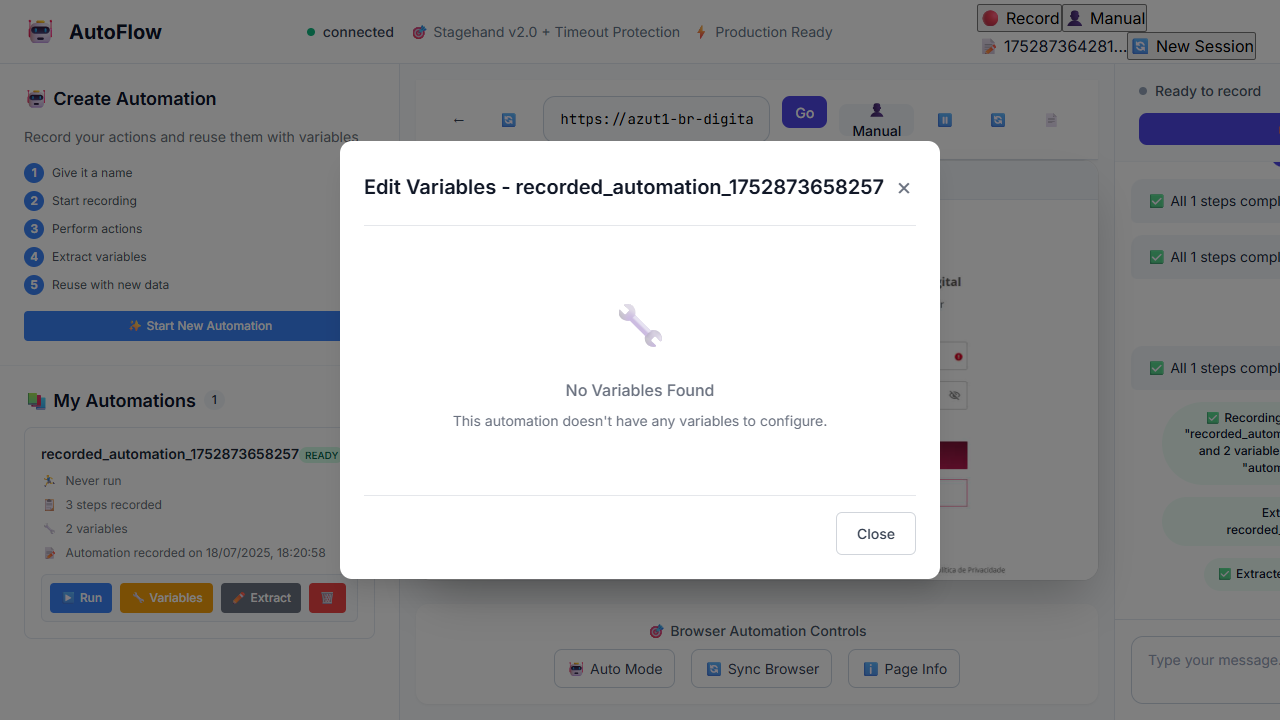 AutoFlow
connected
Stagehand v2.0 + Timeout Protection
Production Ready
Record
Manual
175287364281...
New Session
Create Automation
Record your actions and reuse them with variables
1 Give it a name
2 Start recording
3 Perform actions
4 Extract variables
5 Reuse with new data
Start New Automation
My Automations 1
recorded_automation_1752873658257 READY
Never run
3 steps recorded
2 variables
Automation recorded on 18/07/2025, 18:20:58
Run
Variables
Extract
←
https://azut1-br-digita
Go
Manual
Edit Variables - recorded_automation_1752873658257 ×
No Variables Found
This automation doesn't have any variables to configure.
Close
ital
r
lítica de Privacidade
Browser Automation Controls
Auto Mode
Sync Browser
Page Info
Ready to record
All 1 steps compl
All 1 steps compl
All 1 steps compl
Recording
"recorded_autom
and 2 variable
"autom
Ext
recorded_
Extracte
Type your message.